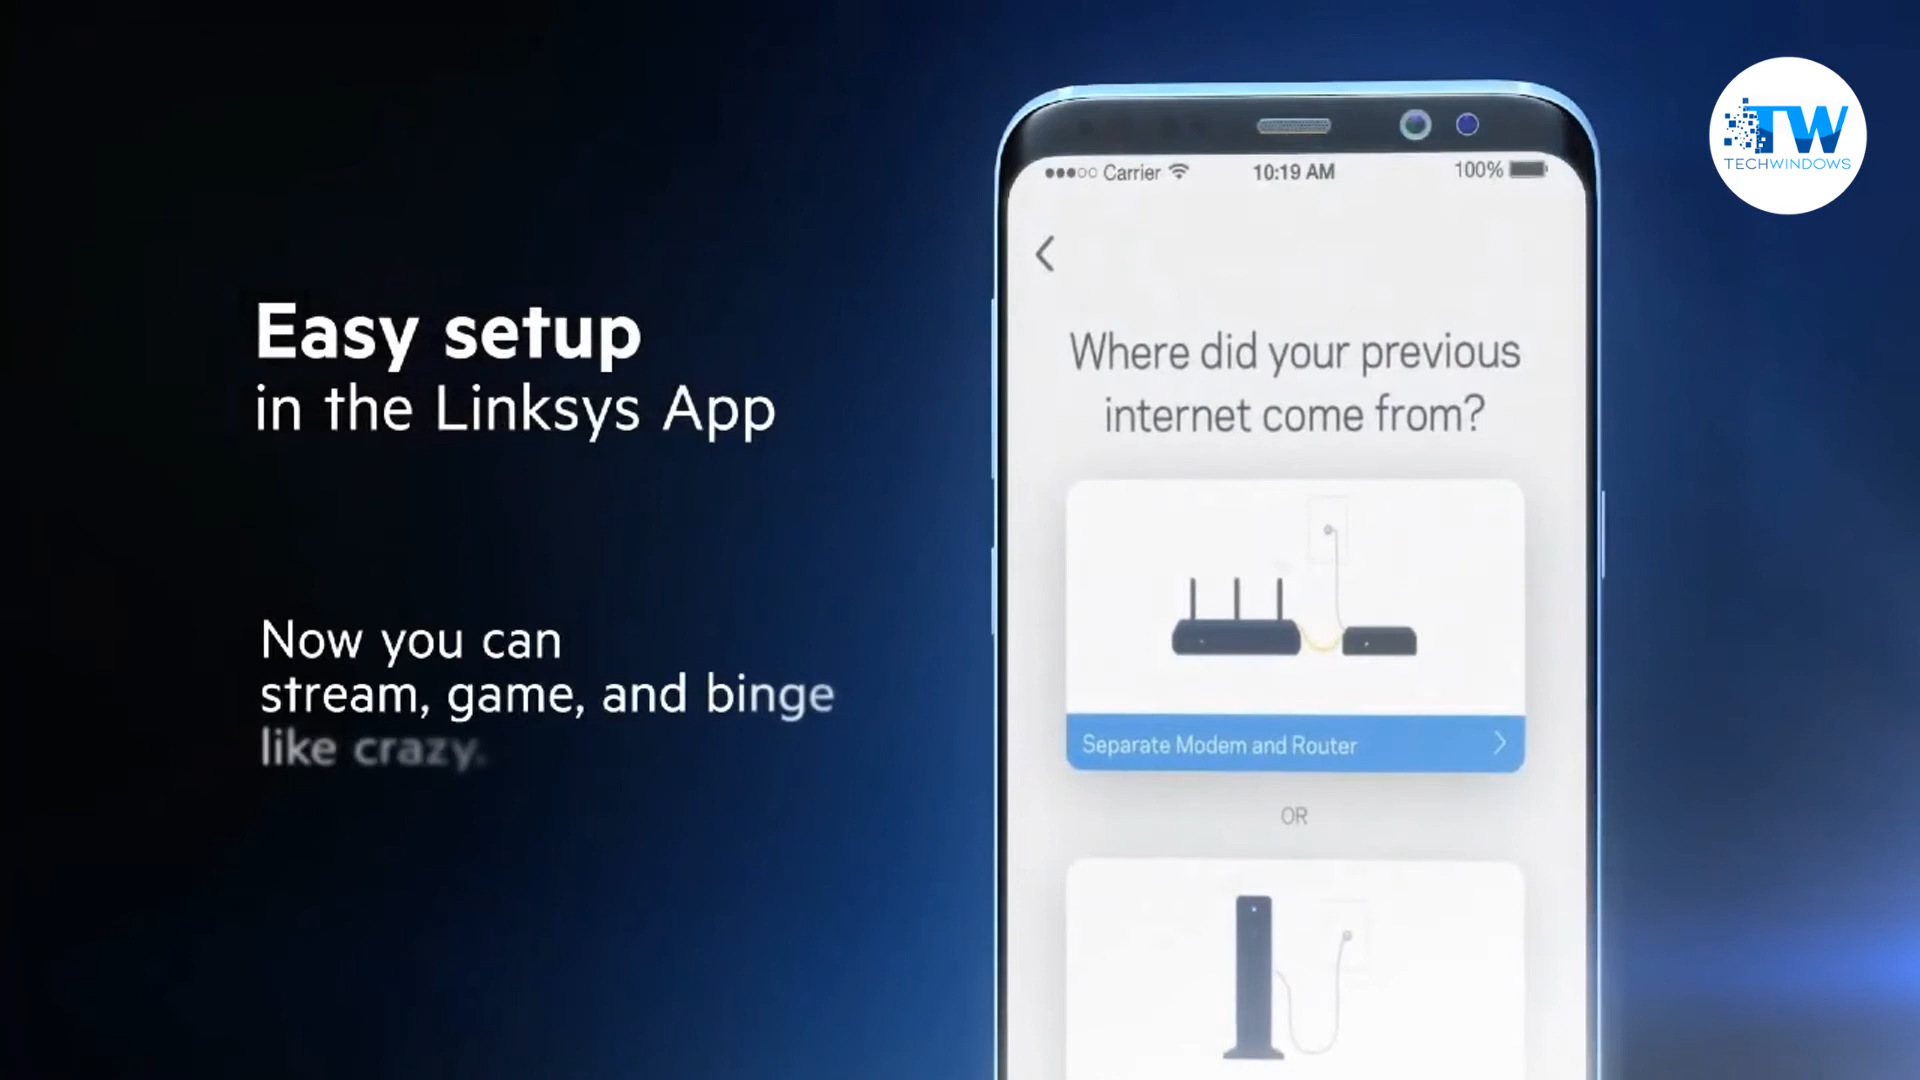 Easy setup
in the Linksys App
Now you can
stream, game, and binge
like crazy.
●●●○○ Carrier
10:19 AM
100%
Where did your previous
internet come from?
Separate Modem and Router
OR
TW
TECHWINDOWS